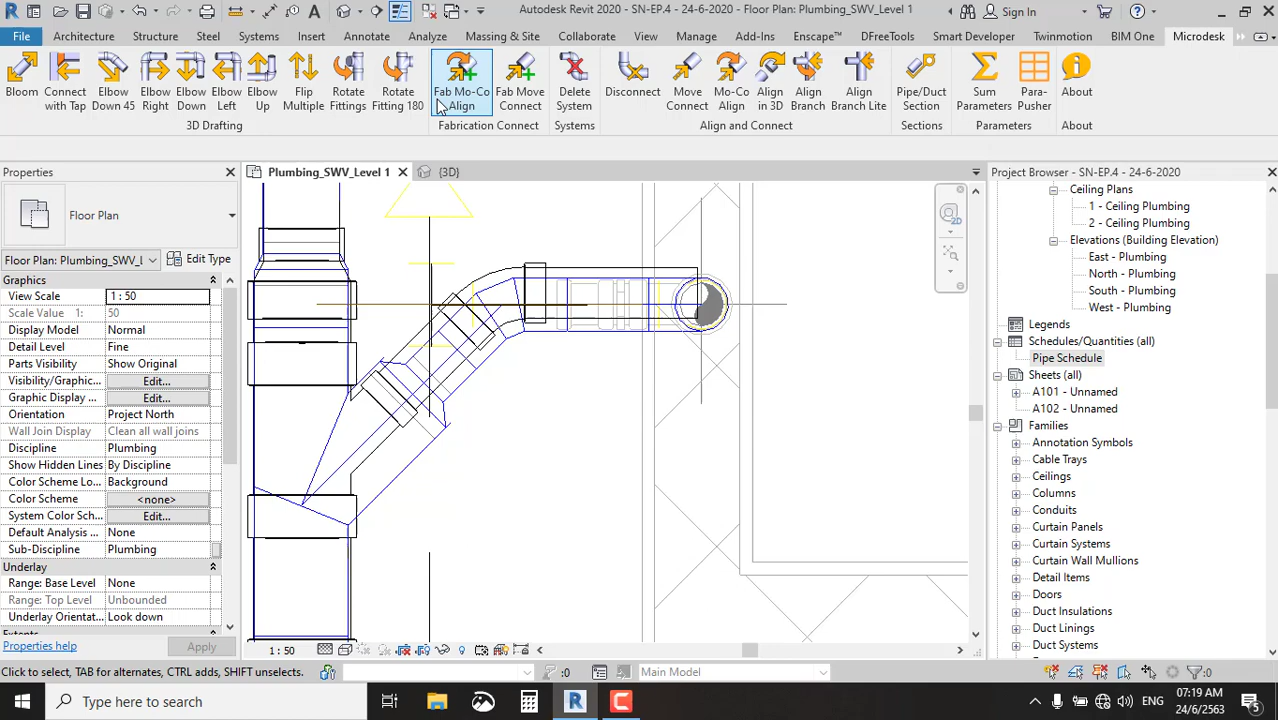 Autodesk Revit 2020 - SN-EP.4 - 24-6-2020 - Floor Plan: Plumbing_SWV_Level 1
Sign In
File Architecture Structure Steel Systems Insert Annotate Analyze Massing & Site Collaborate View Manage Add-Ins Enscape™ DFreeTools Smart Developer Twinmotion BIM One Microdesk
Bloom Connect with Tap Elbow Down 45 Elbow Right Elbow Down Elbow Left Elbow Up Flip Multiple Rotate Fittings Rotate Fitting 180 Fab Mo-Co Align Fab Move Connect Delete System Disconnect Move Connect Mo-Co Align Align in 3D Align Branch Align Branch Lite Pipe/Duct Section Sum Parameters Para-Pusher About
3D Drafting Fabrication Connect Systems Align and Connect Sections Parameters About
Properties
Plumbing_SWV_Level 1
{3D}
Project Browser - SN-EP.4 - 24-6-2020
Floor Plan
Floor Plan: Plumbing_SWV_L
Edit Type
Graphics
View Scale 1 : 50
Scale Value 1: 50
Display Model Normal
Detail Level Fine
Parts Visibility Show Original
Visibility/Graphic... Edit...
Graphic Display ... Edit...
Orientation Project North
Wall Join Display Clean all wall joins
Discipline Plumbing
Show Hidden Lines By Discipline
Color Scheme Lo... Background
Color Scheme <none>
System Color Sch... Edit...
Default Analysis ... None
Sub-Discipline Plumbing
Underlay
Range: Base Level None
Range: Top Level Unbounded
Underlay Orientat... Look down
Extents
Properties help
Apply
2D
Ceiling Plans
1 - Ceiling Plumbing
2 - Ceiling Plumbing
Elevations (Building Elevation)
East - Plumbing
North - Plumbing
South - Plumbing
West - Plumbing
Legends
Schedules/Quantities (all)
Pipe Schedule
Sheets (all)
A101 - Unnamed
A102 - Unnamed
Families
Annotation Symbols
Cable Trays
Ceilings
Columns
Conduits
Curtain Panels
Curtain Systems
Curtain Wall Mullions
Detail Items
Doors
Duct Insulations
Duct Linings
Duct Systems
1 : 50
Click to select, TAB for alternates, CTRL adds, SHIFT unselects.
:0
Main Model
:0
Type here to search
ENG
07:19 AM
24/6/2563
5